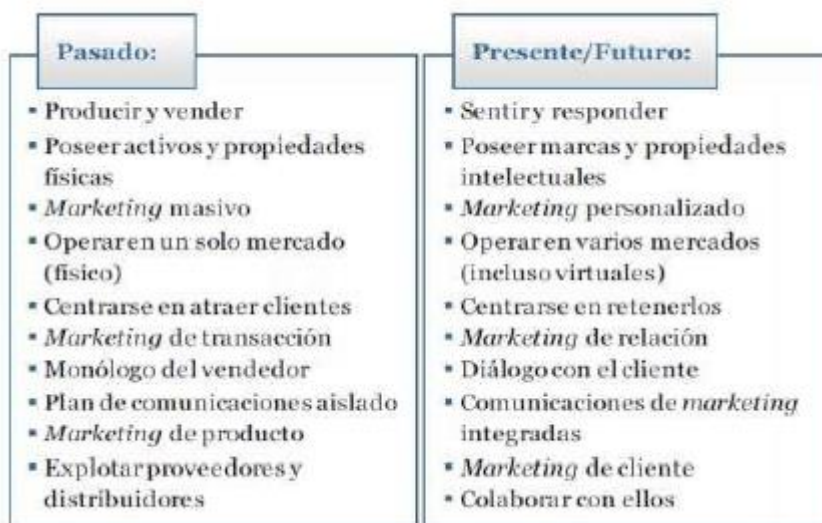 Pasado:
▪ Producir y vender
▪ Poseer activos y propiedades
físicas
▪ Marketing masivo
▪ Operar en un solo mercado
(físico)
▪ Centrarse en atraer clientes
▪ Marketing de transacción
▪ Monólogo del vendedor
▪ Plan de comunicaciones aislado
▪ Marketing de producto
▪ Explotar proveedores y
distribuidores
Presente/Futuro:
▪ Sentir y responder
▪ Poseer marcas y propiedades
intelectuales
▪ Marketing personalizado
▪ Operar en varios mercados
(incluso virtuales)
▪ Centrarse en retenerlos
▪ Marketing de relación
▪ Diálogo con el cliente
▪ Comunicaciones de marketing
integradas
▪ Marketing de cliente
▪ Colaborar con ellos